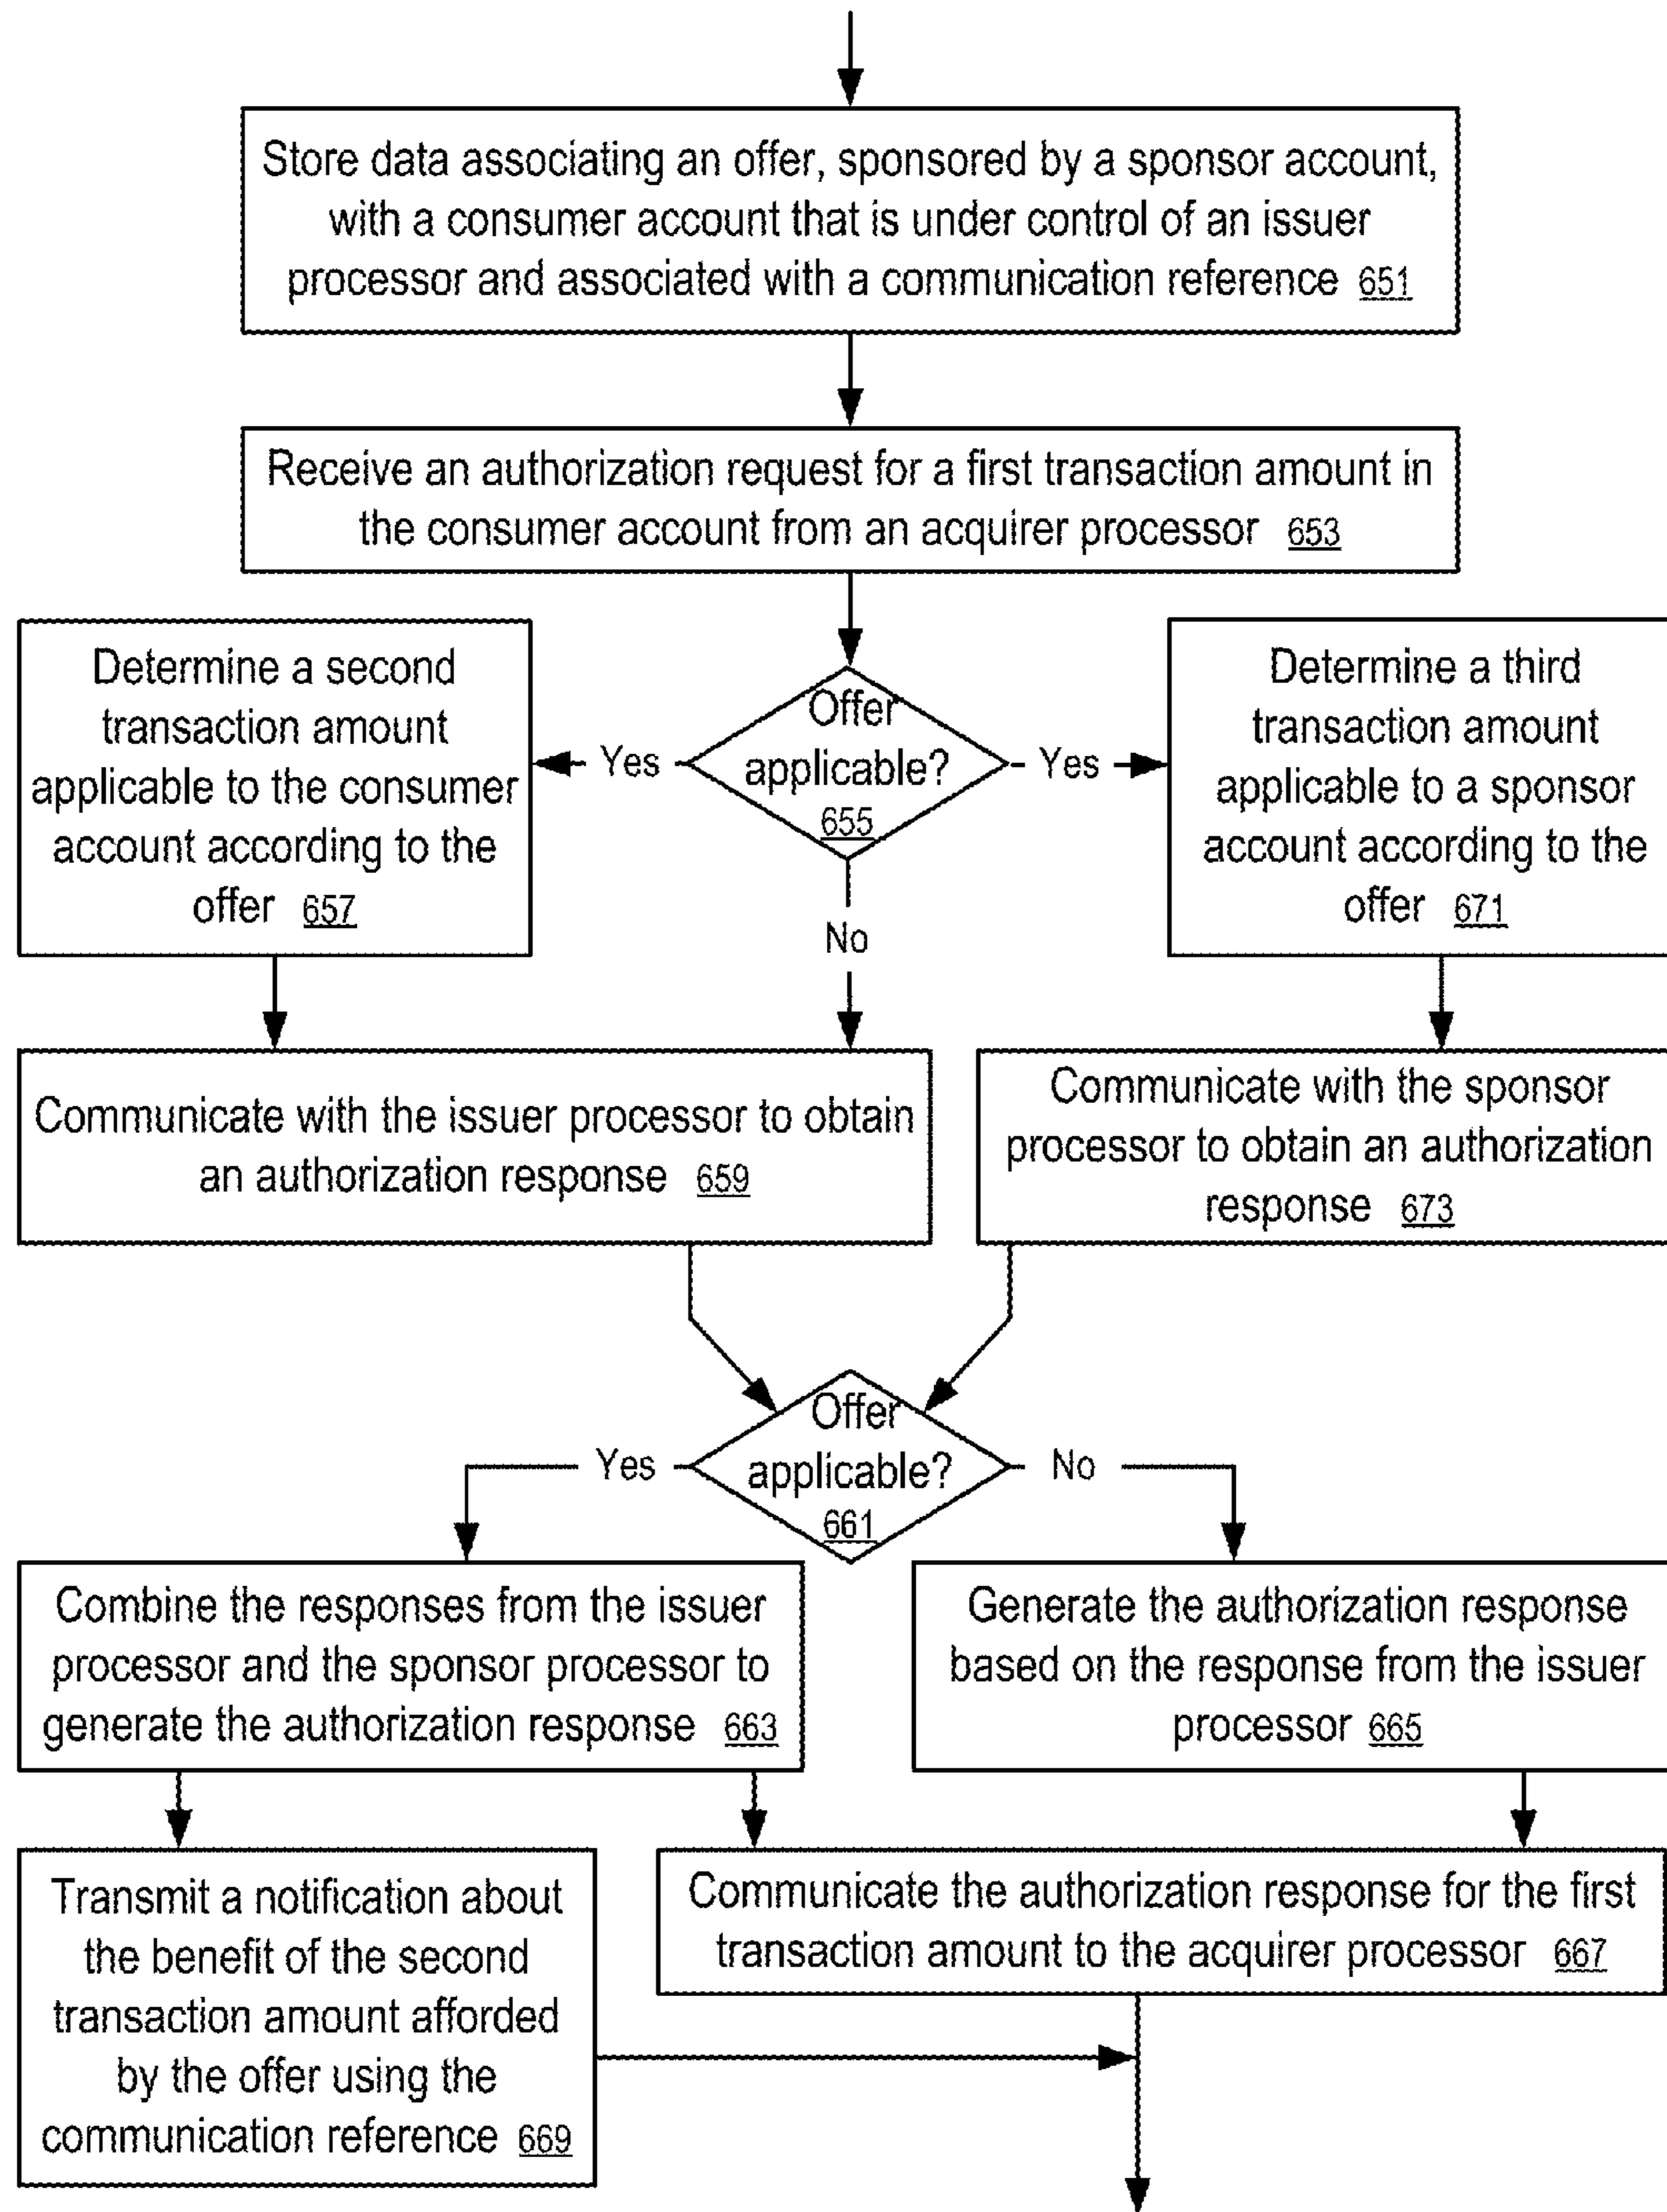 Store data associating an offer, sponsored by a sponsor account,
with a consumer account that is under control of an issuer
processor and associated with a communication reference 651
Receive an authorization request for a first transaction amount in
the consumer account from an acquirer processor 653
Determine a second
transaction amount
applicable to the consumer
account according to the
offer 657
Yes
Offer
applicable?
655
Yes
No
Determine a third
transaction amount
applicable to a sponsor
account according to the
offer 671
Communicate with the issuer processor to obtain
an authorization response 659
Communicate with the sponsor
processor to obtain an authorization
response 673
Yes
Offer
applicable?
661
No
Combine the responses from the issuer
processor and the sponsor processor to
generate the authorization response 663
Generate the authorization response
based on the response from the issuer
processor 665
Transmit a notification about
the benefit of the second
transaction amount afforded
by the offer using the
communication reference 669
Communicate the authorization response for the first
transaction amount to the acquirer processor 667